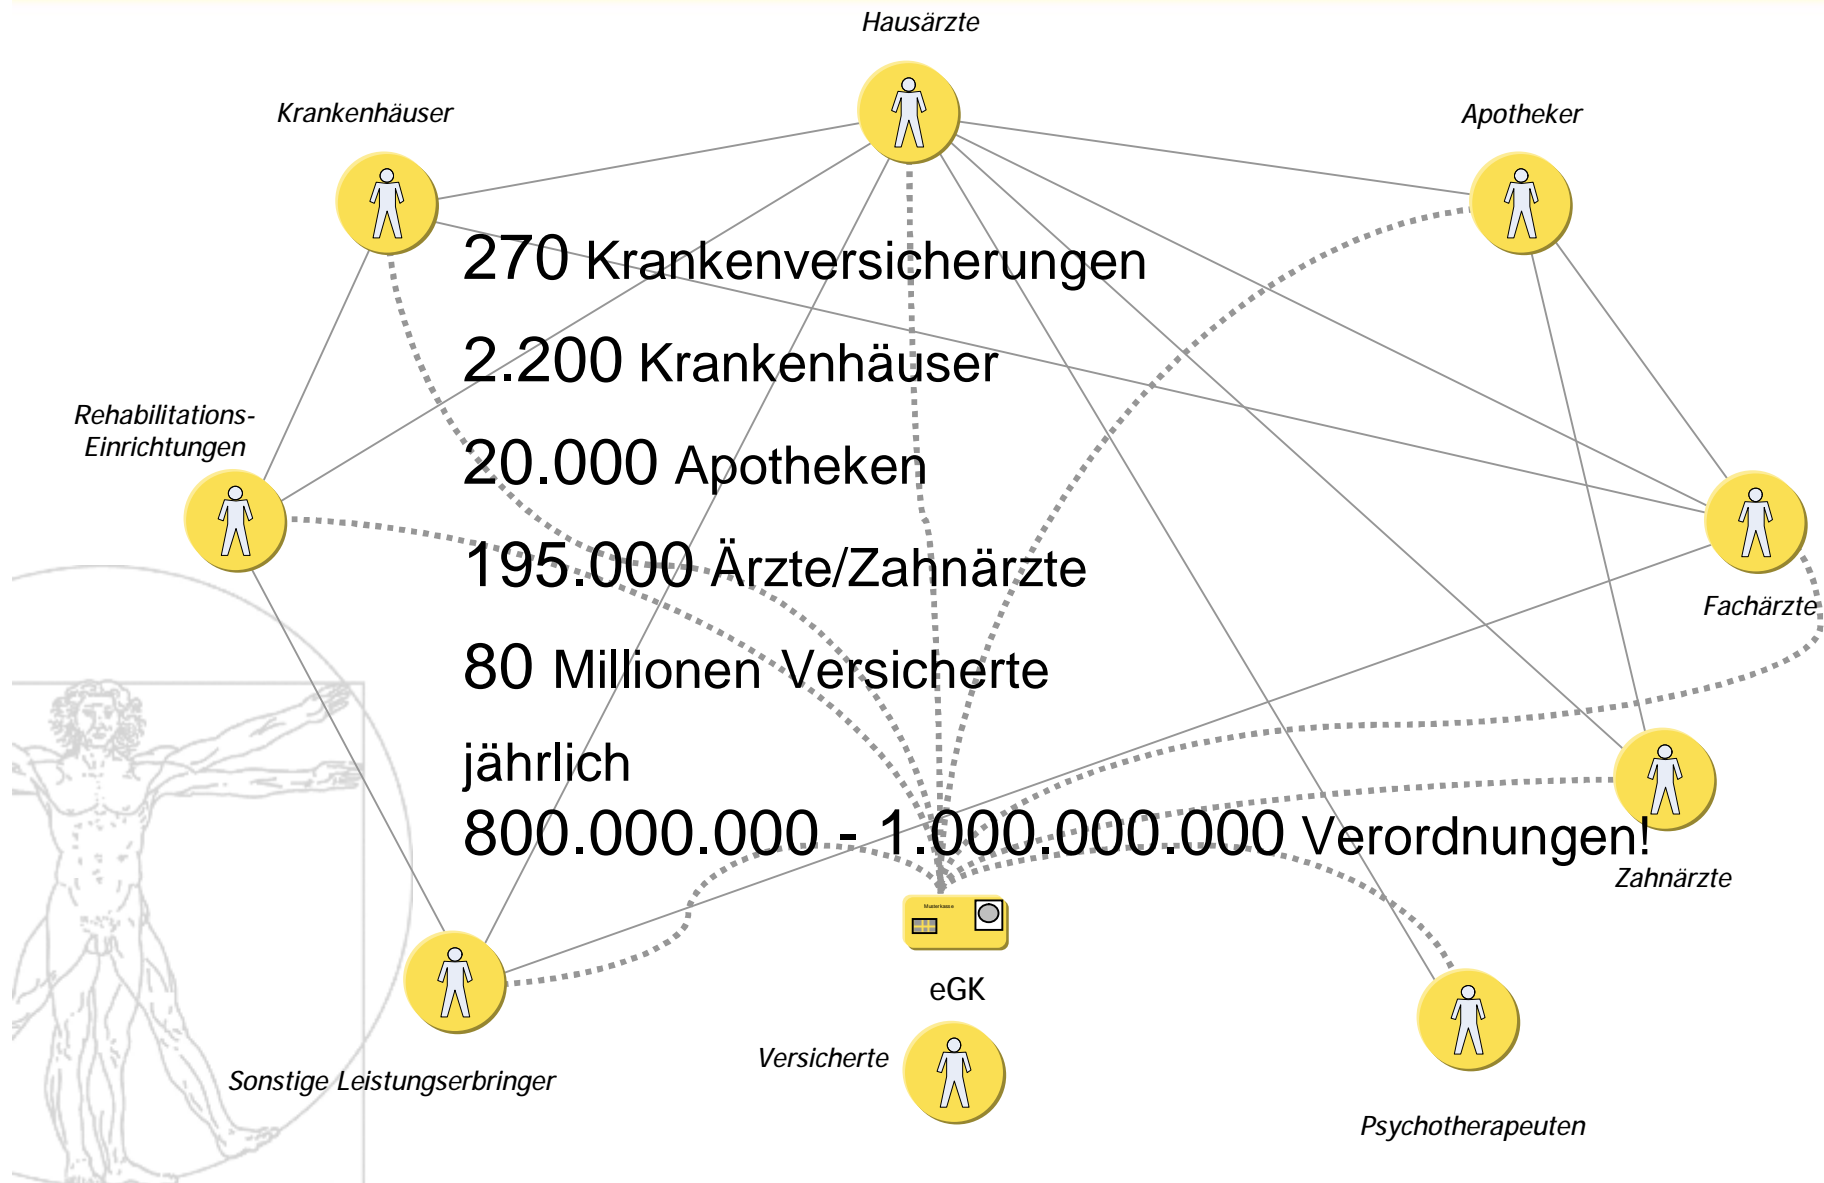 Hausärzte
Krankenhäuser
Apotheker
270 Krankenversicherungen
2.200 Krankenhäuser
Rehabilitations-
Einrichtungen
20.000 Apotheken
195.000 Ärzte/Zahnärzte
Fachärzte
80 Millionen Versicherte
jährlich
800.000.000 - 1.000.000.000 Verordnungen!
Zahnärzte
Musterkasse
eGK
Versicherte
Sonstige Leistungserbringer
Psychotherapeuten